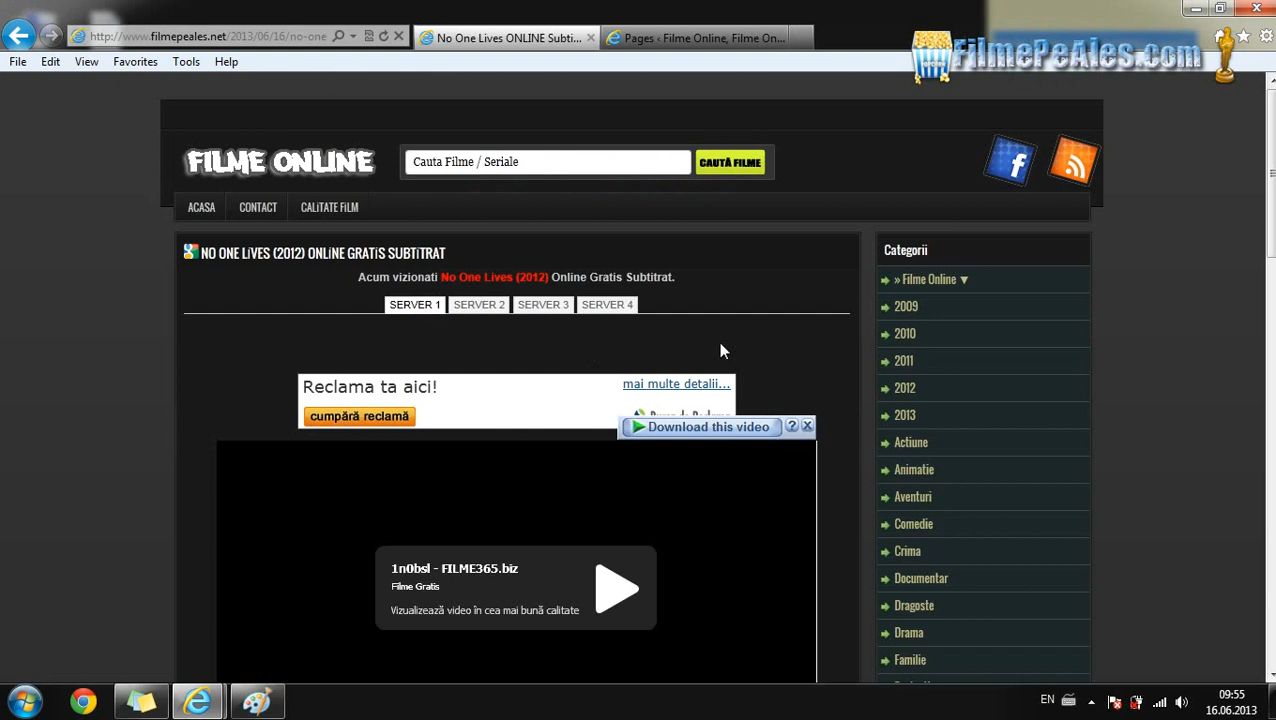 http://www.filmepeales.net/2013/06/16/no-one
No One Lives ONLINE Subti...
Pages ‹ Filme Online, Filme On...
FilmePeAles.com
File Edit View Favorites Tools Help
FILME ONLINE
Cauta Filme / Seriale
CAUTĂ FILME
ACASA
CONTACT
CALiTATE FiLM
NO ONE LiVES (2012) ONLiNE GRATiS SUBTiTRAT
Acum vizionati No One Lives (2012) Online Gratis Subtitrat.
SERVER 1
SERVER 2
SERVER 3
SERVER 4
Reclama ta aici!
mai multe detalii...
cumpără reclamă
Download this video
?
1n0bsl - FILME365.biz
Filme Gratis
Vizualizează video în cea mai bună calitate
Categorii
» Filme Online ▼
2009
2010
2011
2012
2013
Actiune
Animatie
Aventuri
Comedie
Crima
Documentar
Dragoste
Drama
Familie
EN
09:55
16.06.2013